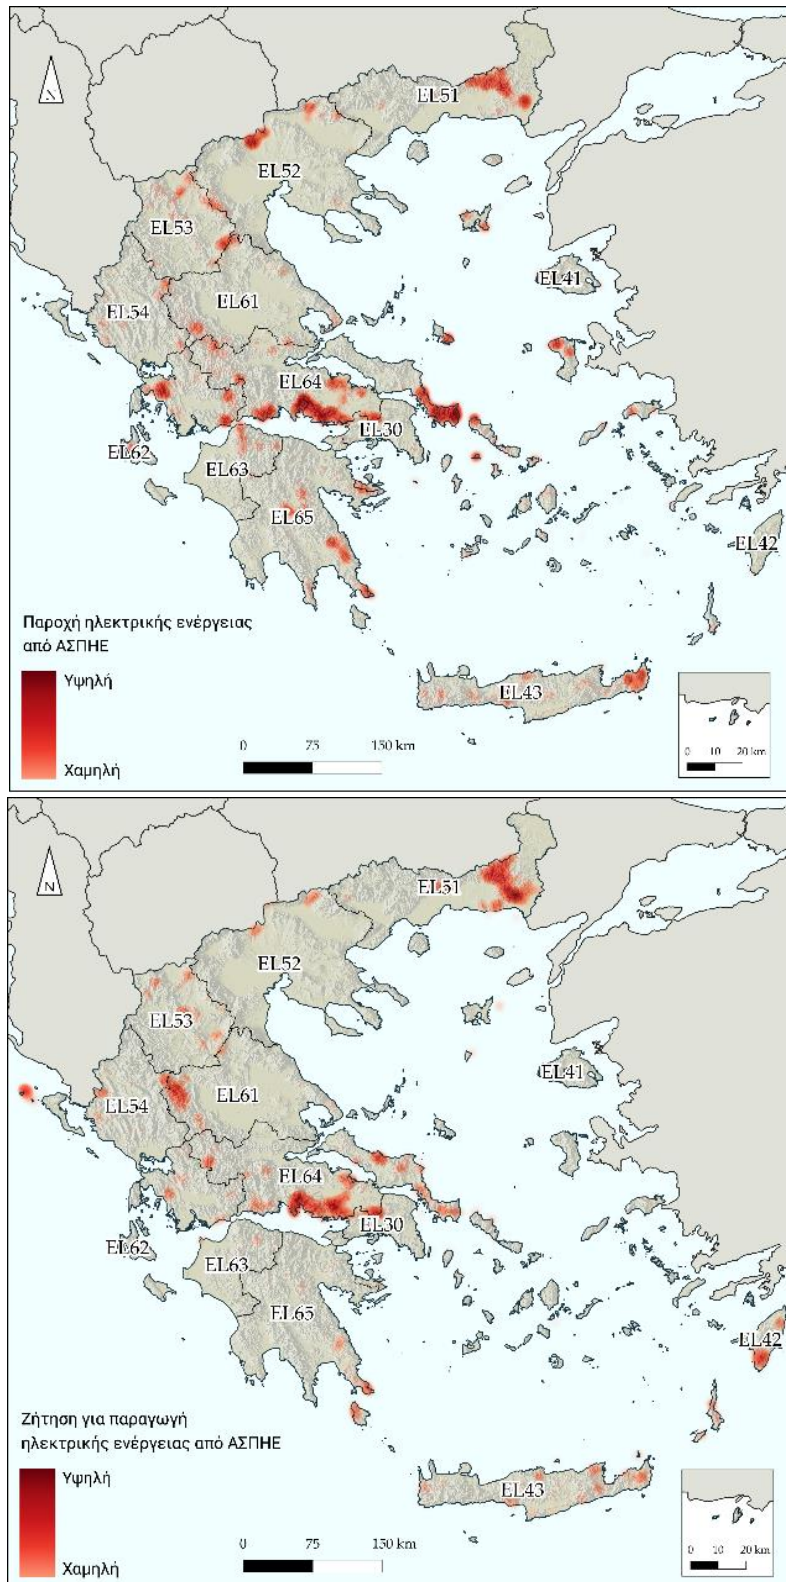 N
EL51
EL52
EL53
EL41
EL54
EL61
EL64
EL30
EL62
EL63
EL65
EL42
Παροχή ηλεκτρικής ενέργειας
από ΑΣΠΗΕ
Υψηλή
EL43
0 75 150 km
0 10 20 km
Χαμηλή
N
EL51
EL52
EL53
EL41
EL54
EL61
EL64
EL30
EL62
EL63
EL65
EL42
Ζήτηση για παραγωγή
ηλεκτρικής ενέργειας από ΑΣΠΗΕ
Υψηλή
EL43
0 75 150 km
0 10 20 km
Χαμηλή